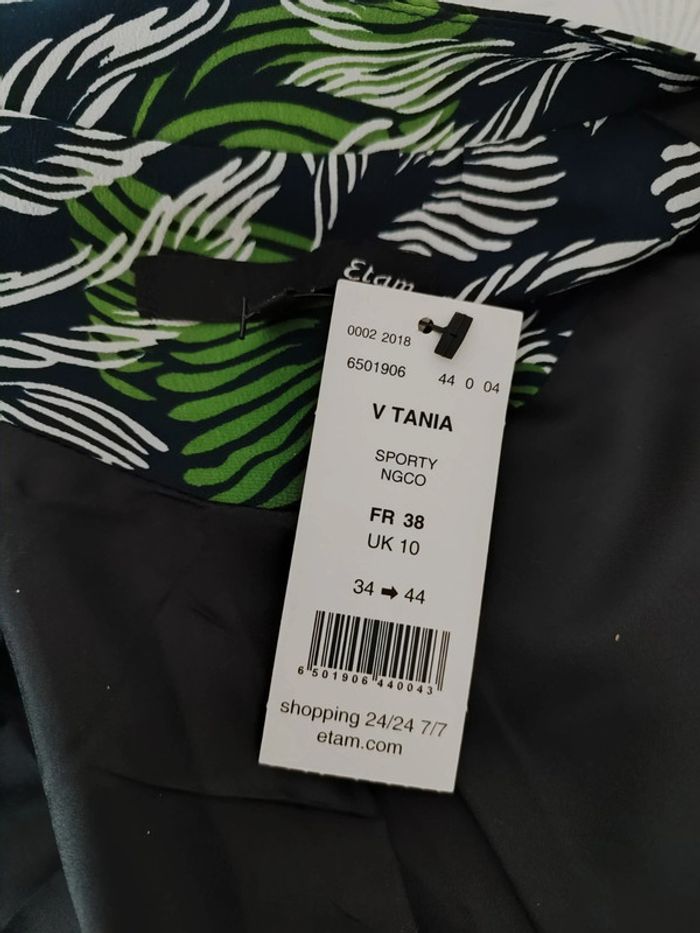 Etam
0002 2018
6501906 44 0 04
V TANIA
SPORTY
NGCO
FR 38
UK 10
34 ➡ 44
6 501906 440043
shopping 24/24 7/7
etam.com